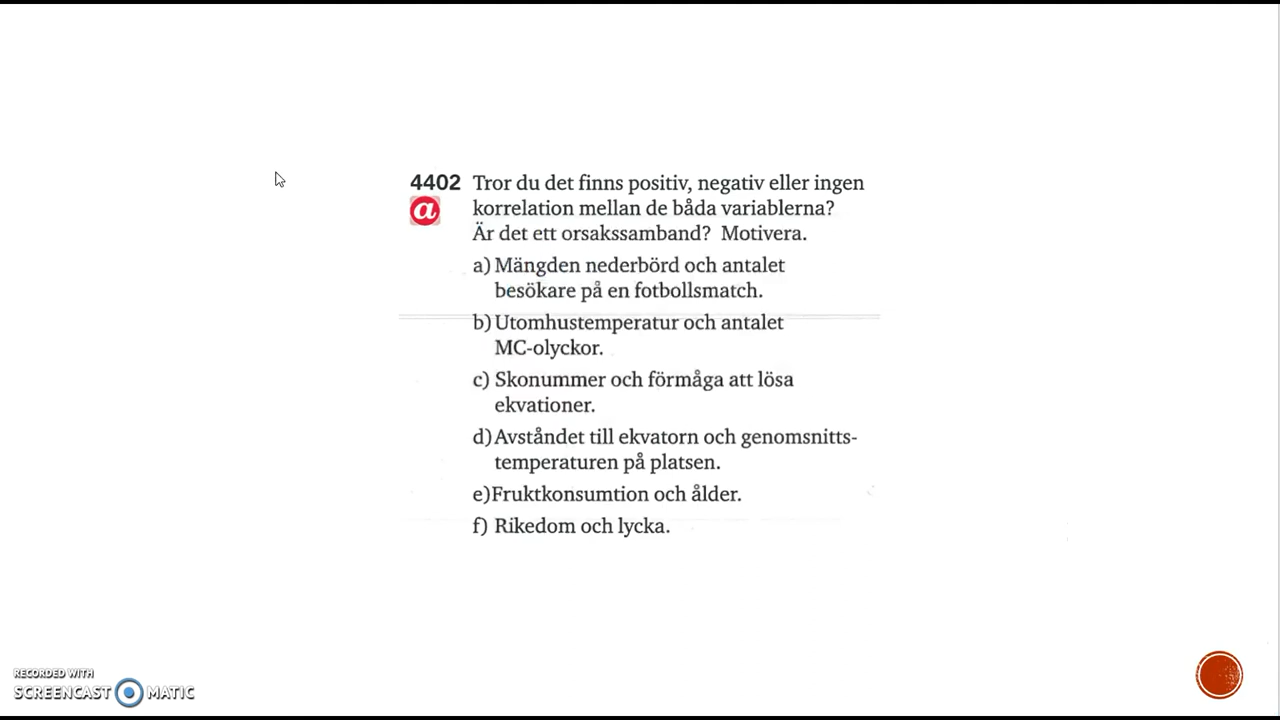 4402 Tror du det finns positiv, negativ eller ingen
a korrelation mellan de båda variablerna?
Är det ett orsakssamband? Motivera.
a) Mängden nederbörd och antalet
besökare på en fotbollsmatch.
b) Utomhustemperatur och antalet
MC-olyckor.
c) Skonummer och förmåga att lösa
ekvationer.
d) Avståndet till ekvatorn och genomsnitts-
temperaturen på platsen.
e)Fruktkonsumtion och ålder.
f) Rikedom och lycka.
RECORDED WITH
SCREENCAST MATIC